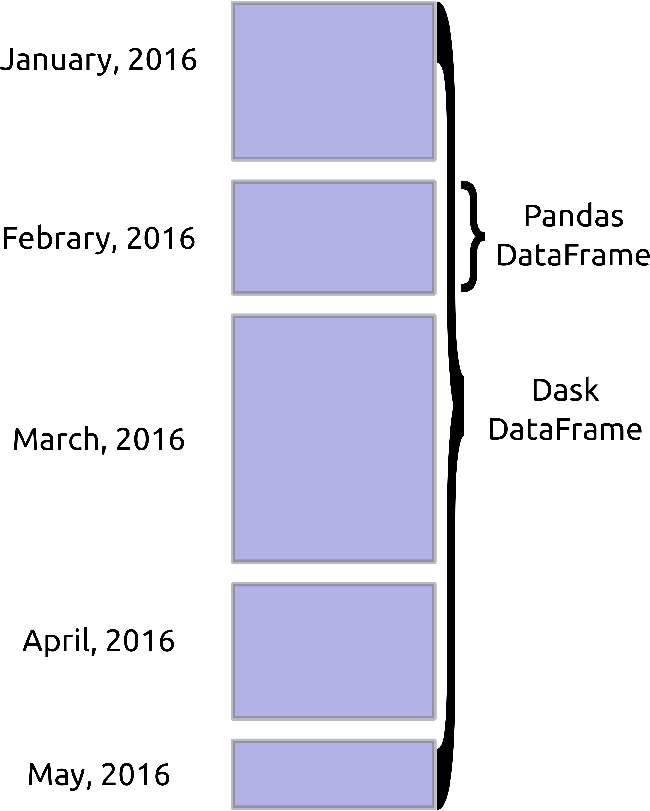 January, 2016
Febrary, 2016
Pandas
DataFrame
Dask
DataFrame
March, 2016
April, 2016
May, 2016